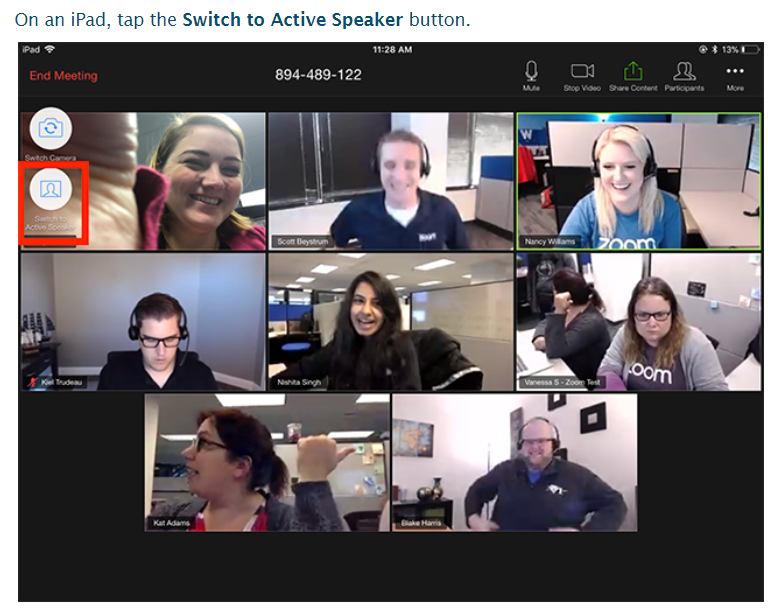 On an iPad, tap the Switch to Active Speaker button.
iPad 11:28 AM 13%
End Meeting 894-489-122
Mute Stop Video Share Content Participants More
Switch Camera
Switch to
Active Speaker
W
Scott Beystrum
Nancy Williams
zoom
Kiel Trudeau
Nishita Singh
Vanessa S - Zoom Test
zoom
Kat Adams
Blake Harris